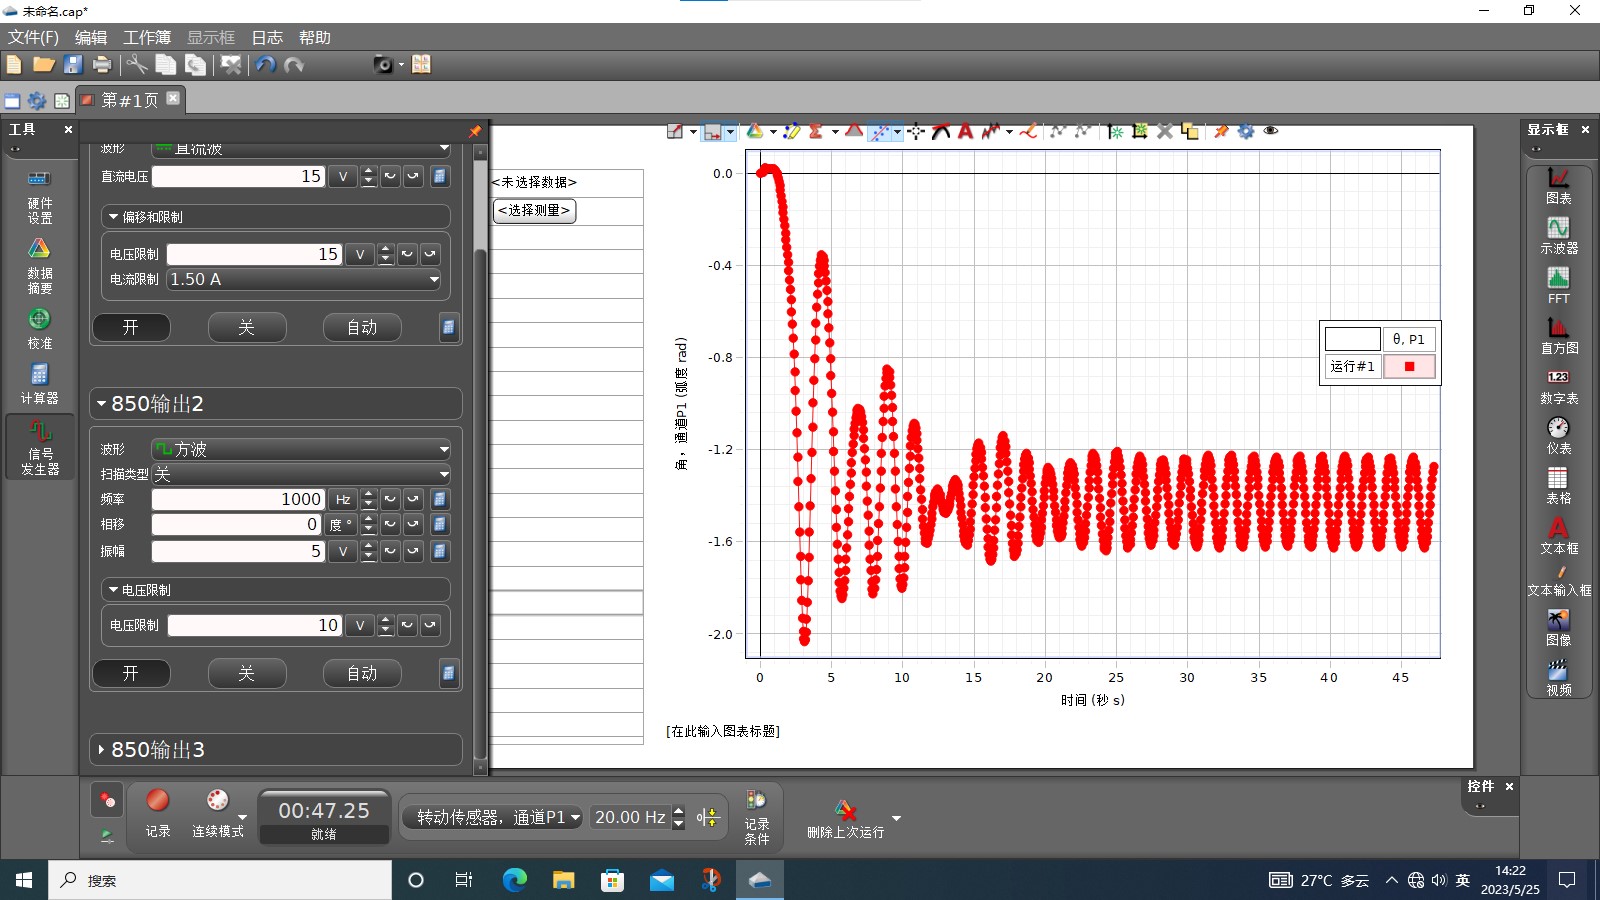 未命名.cap*
文件(F) 编辑 工作簿 显示框 日志 帮助
第#1页
工具
硬件
设置
数据
摘要
校准
计算器
信号
发生器
波形 直流波
直流电压 15 V
偏移和限制
电压限制 15 V
电流限制 1.50 A
开 关 自动
850输出2
波形 方波
扫描类型 关
频率 1000 Hz
相移 0 度 °
振幅 5 V
电压限制
电压限制 10 V
开 关 自动
850输出3
<未选择数据>
<选择测量>
角，通道P1 (弧度 rad)
0.0
-0.4
-0.8
-1.2
-1.6
-2.0
0 5 10 15 20 25 30 35 40 45
时间 (秒 s)
θ, P1
运行#1
[在此输入图表标题]
显示框
图表
示波器
FFT
直方图
1.23
数字表
仪表
表格
A
文本框
文本输入框
图像
视频
记录
连续模式
00:47.25
就绪
转动传感器，通道P1
20.00 Hz
记录
条件
删除上次运行
控件
搜索
27°C 多云
英
14:22
2023/5/25